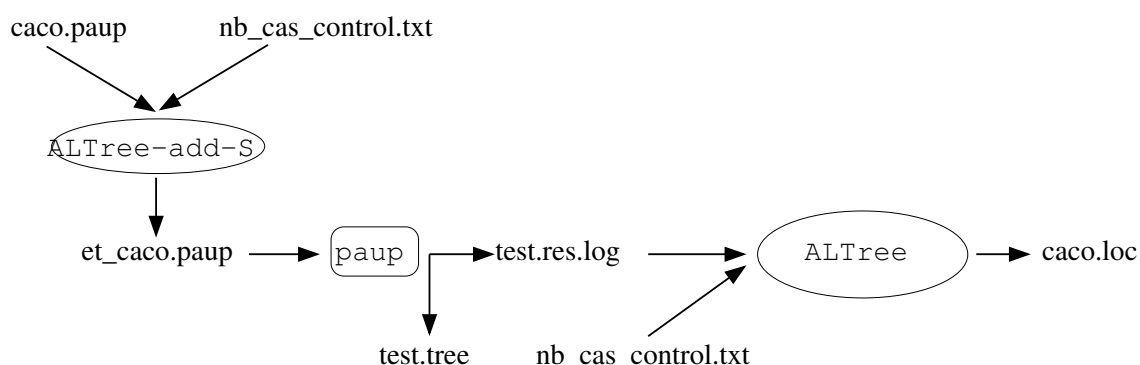 caco.paup nb_cas_control.txt
ALTree-add-S
et_caco.paup paup test.res.log ALTree caco.loc
test.tree nb cas control.txt